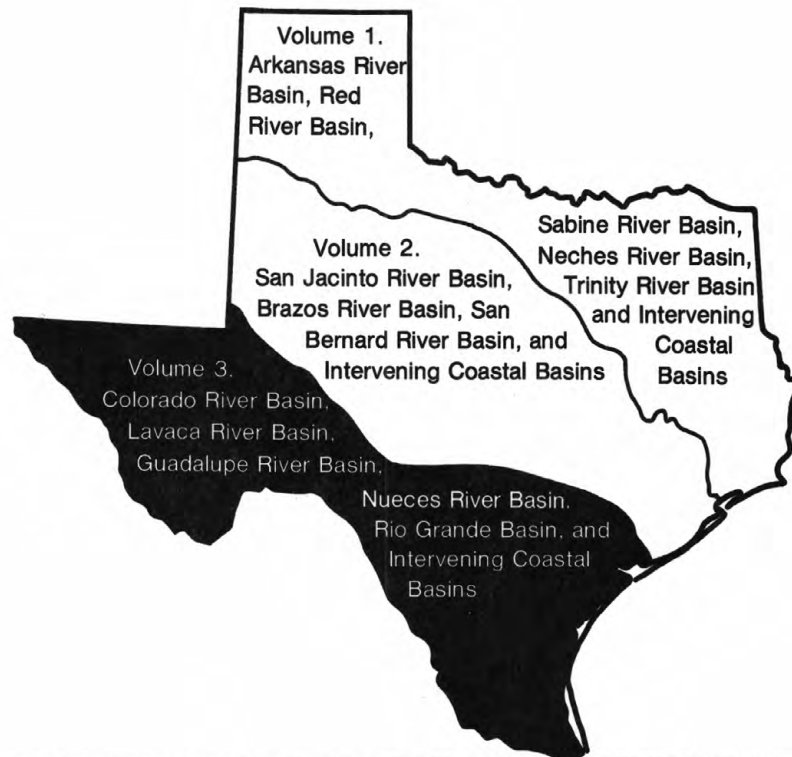 Volume 1.
Arkansas River
Basin, Red
River Basin,
Sabine River Basin,
Neches River Basin,
Trinity River Basin
and Intervening
Coastal
Basins
Volume 2.
San Jacinto River Basin,
Brazos River Basin, San
Bernard River Basin, and
Intervening Coastal Basins
Volume 3.
Colorado River Basin,
Lavaca River Basin,
Guadalupe River Basin,
Nueces River Basin.
Rio Grande Basin, and
Intervening Coastal
Basins